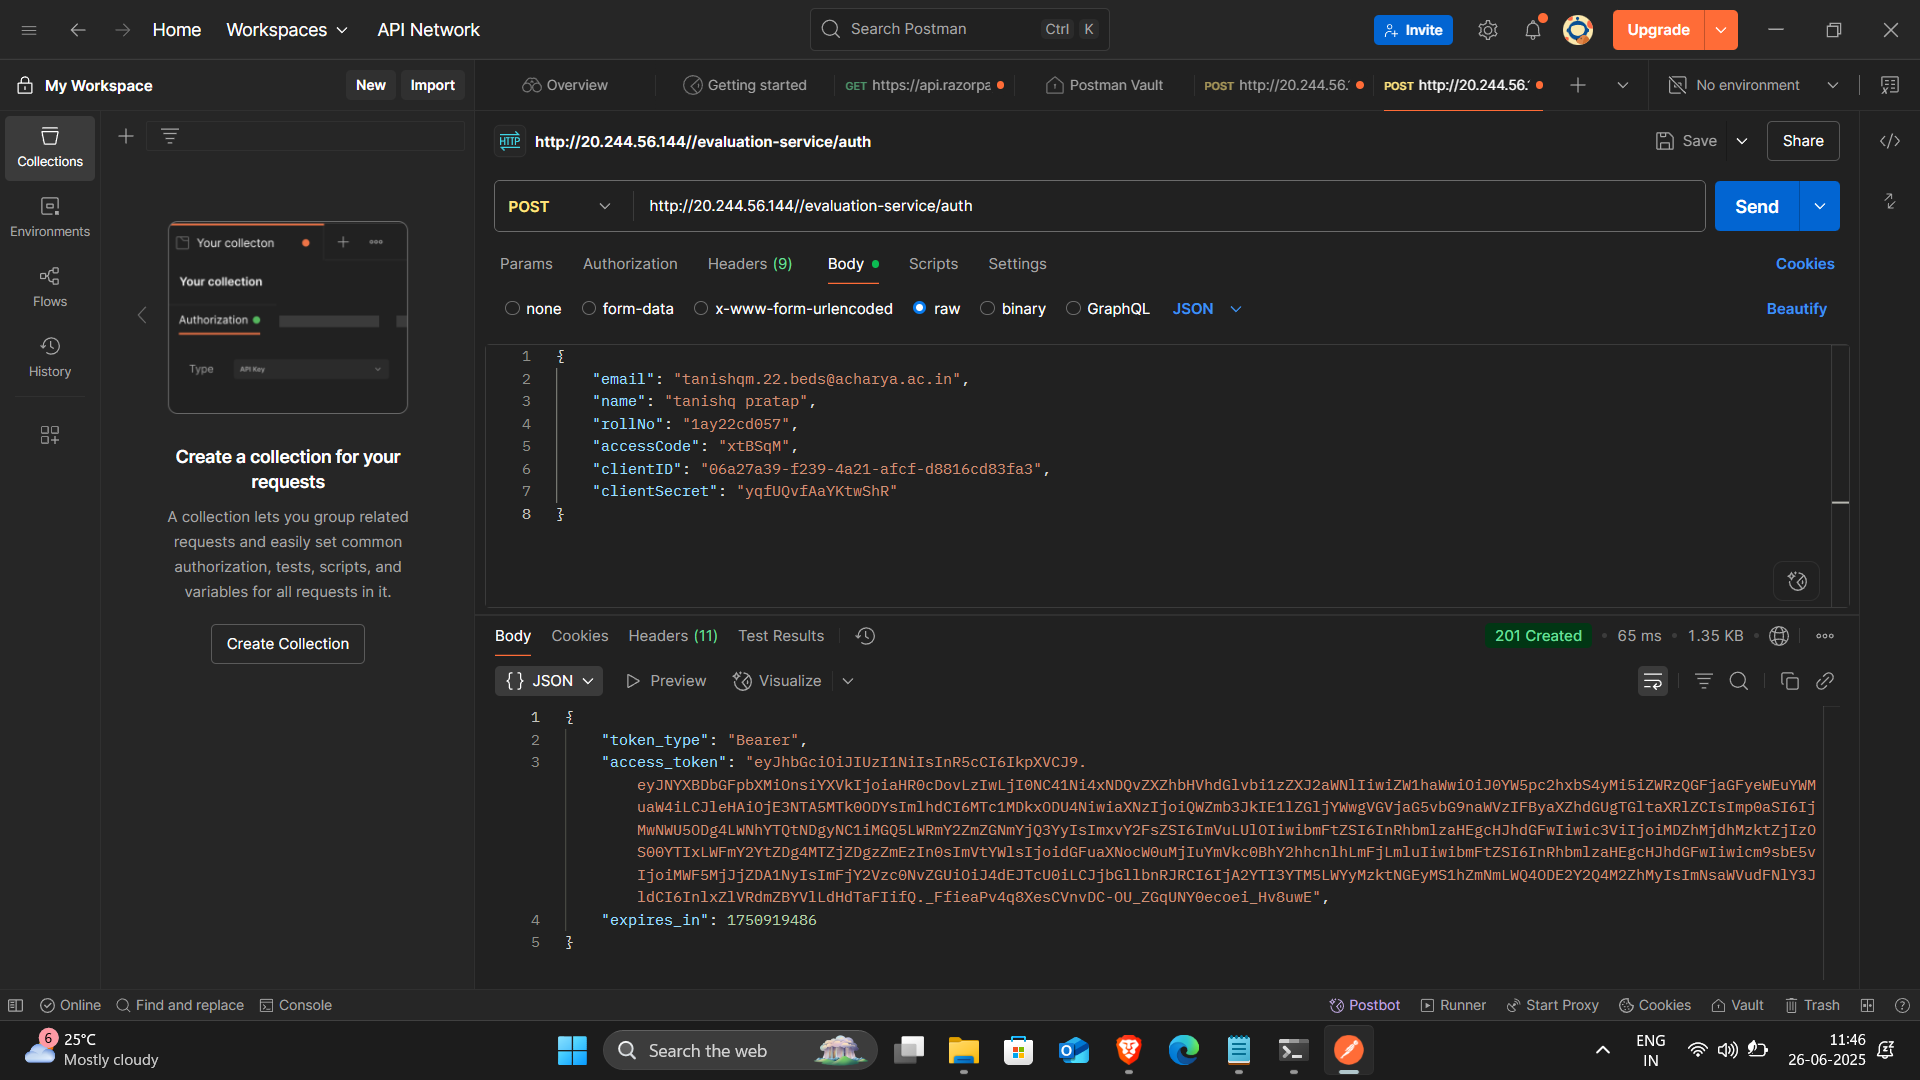 Home
Workspaces
API Network
Search Postman
Ctrl K
Invite
Upgrade
My Workspace
New
Import
Overview
Getting started
GET https://api.razorpa
Postman Vault
POST http://20.244.56.
POST http://20.244.56.
No environment
Collections
Environments
Flows
History
Your collecton
Your collection
Authorization
Type
API Key
Create a collection for your
requests
A collection lets you group related
requests and easily set common
authorization, tests, scripts, and
variables for all requests in it.
Create Collection
HTTP
http://20.244.56.144//evaluation-service/auth
Save
Share
POST
http://20.244.56.144//evaluation-service/auth
Send
Params
Authorization
Headers (9)
Body
Scripts
Settings
Cookies
none
form-data
x-www-form-urlencoded
raw
binary
GraphQL
JSON
Beautify
1 {
2 "email": "tanishqm.22.beds@acharya.ac.in",
3 "name": "tanishq pratap",
4 "rollNo": "1ay22cd057",
5 "accessCode": "xtBSqM",
6 "clientID": "06a27a39-f239-4a21-afcf-d8816cd83fa3",
7 "clientSecret": "yqfUQvfAaYKtwShR"
8 }
Body
Cookies
Headers (11)
Test Results
201 Created
65 ms
1.35 KB
{} JSON
Preview
Visualize
1 {
2 "token_type": "Bearer",
3 "access_token": "eyJhbGciOiJIUzI1NiIsInR5cCI6IkpXVCJ9.
4 "expires_in": 1750919486
5 }
Online
Find and replace
Console
Postbot
Runner
Start Proxy
Cookies
Vault
Trash
6
25°C
Mostly cloudy
Search the web
ENG
IN
11:46
26-06-2025